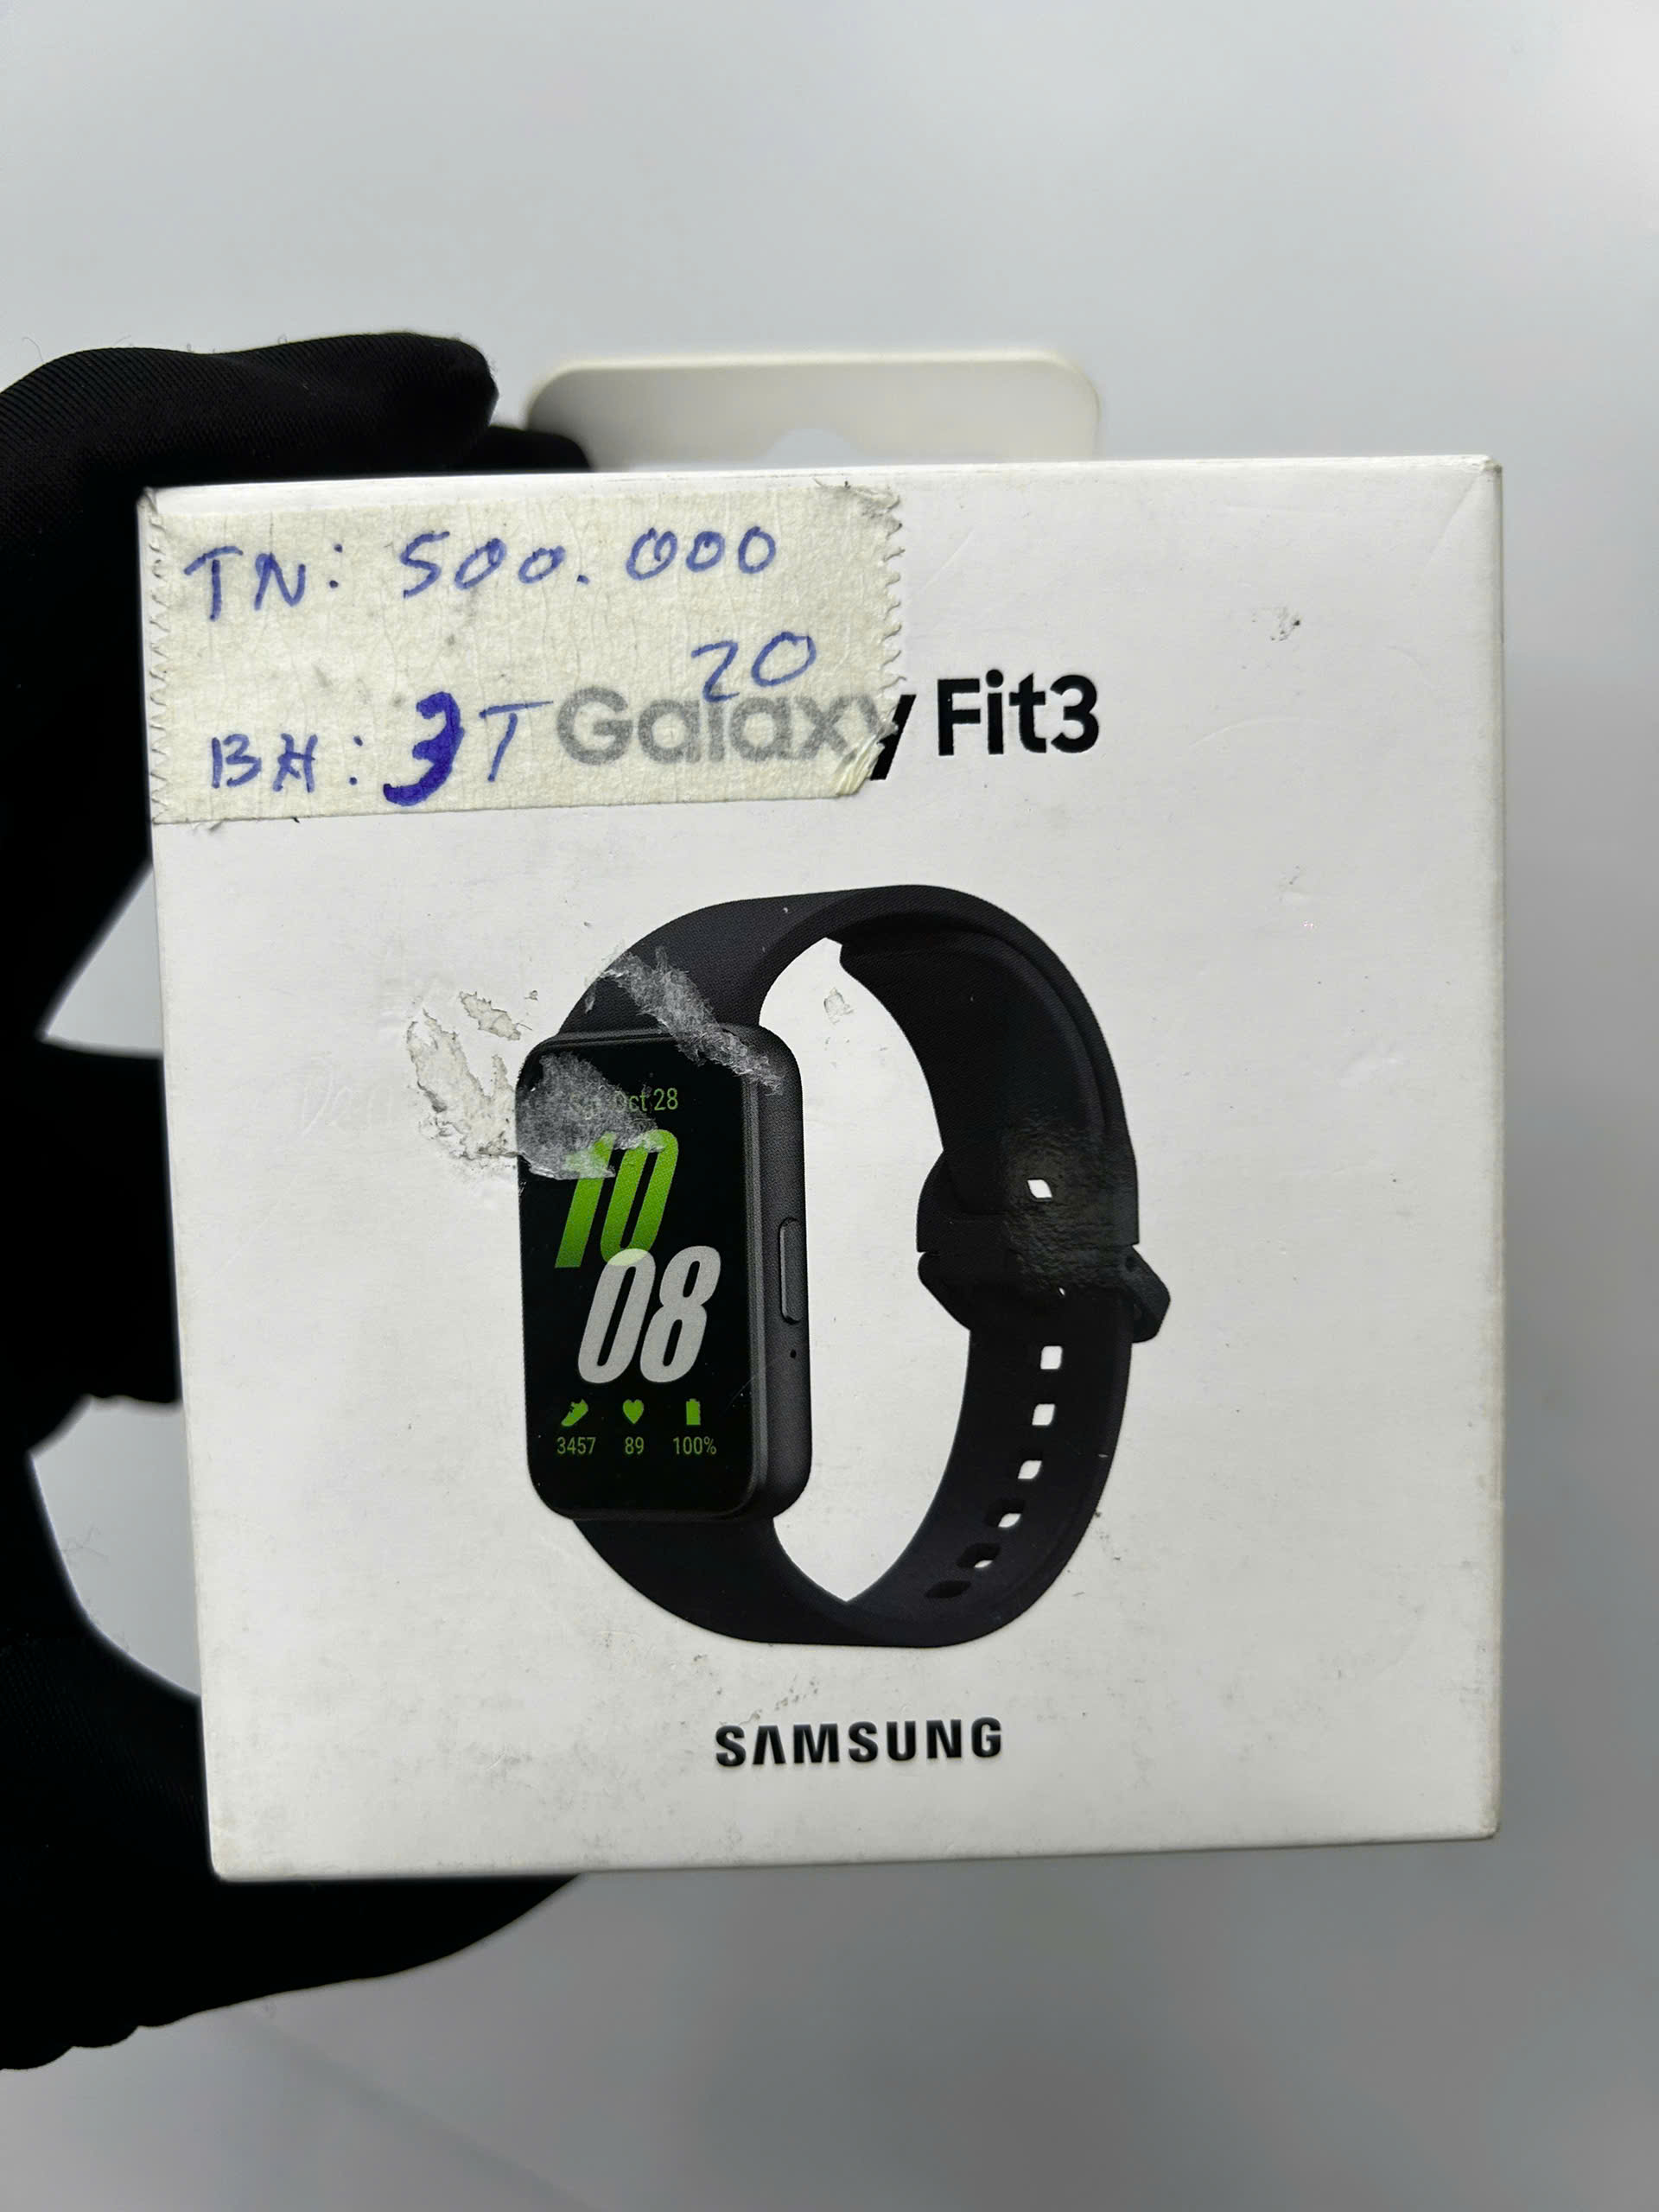 TN: 500.000
20
BH: 3T
Galaxy Fit3
Oct 28
10
08
3457 89 100%
SAMSUNG